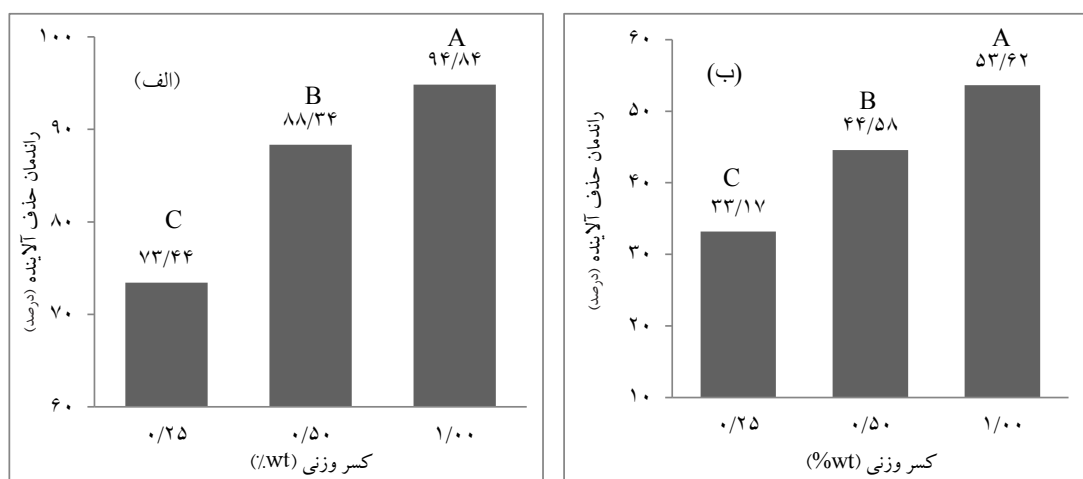 (الف)
راندمان حذف آلاینده (درصد)
۱۰۰
۹۰
۸۰
۷۰
۶۰
C
۷۳/۴۴
B
۸۸/۳۴
A
۹۴/۸۴
۰/۲۵
۰/۵۰
۱/۰۰
کسر وزنی (wt٪)
(ب)
راندمان حذف آلاینده (درصد)
۶۰
۵۰
۴۰
۳۰
۲۰
۱۰
C
۳۳/۱۷
B
۴۴/۵۸
A
۵۳/۶۲
۰/۲۵
۰/۵۰
۱/۰۰
کسر وزنی (wt%)